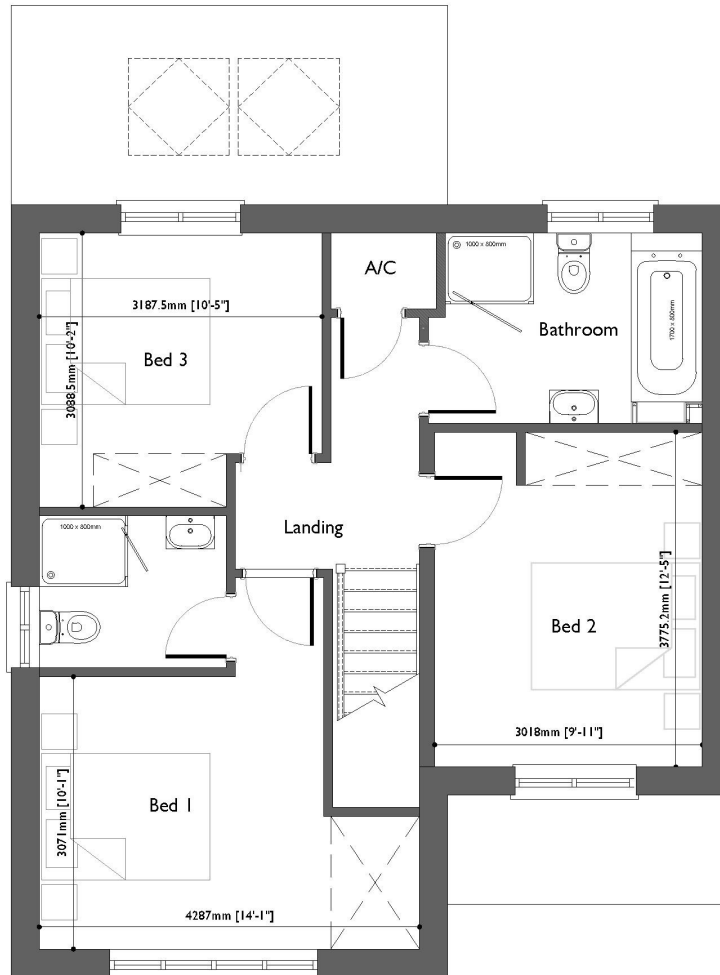 A/C
1000 x 800mm
1700 x 800mm
Bathroom
3187.5mm [10'-5"]
3088.5mm [10'-2"]
Bed 3
1000 x 800mm
Landing
Bed 2
3775.2mm [12'-5"]
3018mm [9'-11"]
Bed 1
3071mm [10'-1"]
4287mm [14'-1"]